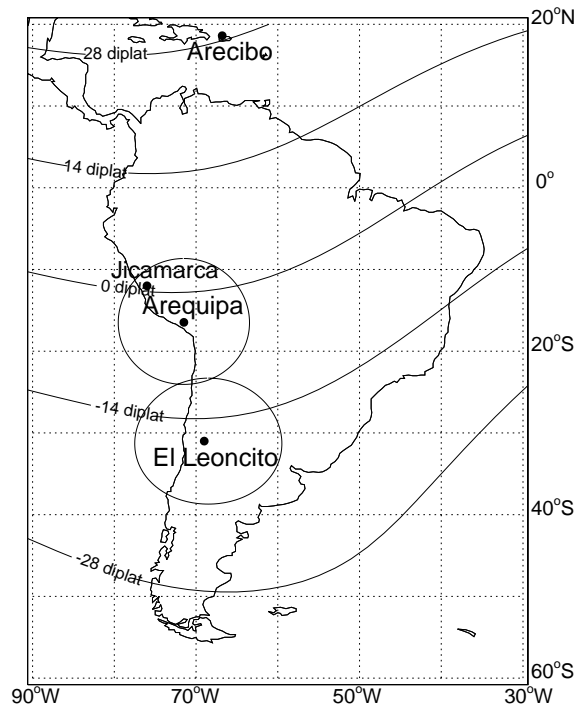 20°N
28 diplat
Arecibo
14 diplat
0°
Jicamarca
0 diplat
Arequipa
20°S
-14 diplat
El Leoncito
40°S
-28 diplat
60°S
90°W 70°W 50°W 30°W